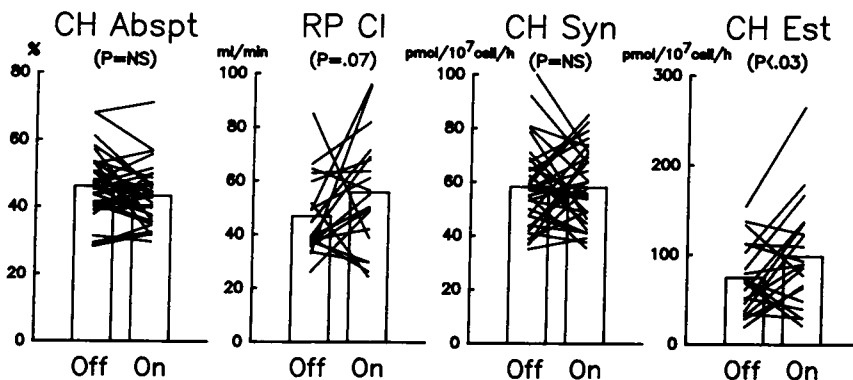 CH Abspt
(P=NS)
%
80
60
40
20
0
Off On
RP Cl
(P=.07)
ml/min
100
80
60
40
20
0
Off On
CH Syn
(P=NS)
pmol/10⁷cell/h
100
80
60
40
20
0
Off On
CH Est
(P<.03)
pmol/10⁷cell/h
300
200
100
0
Off On